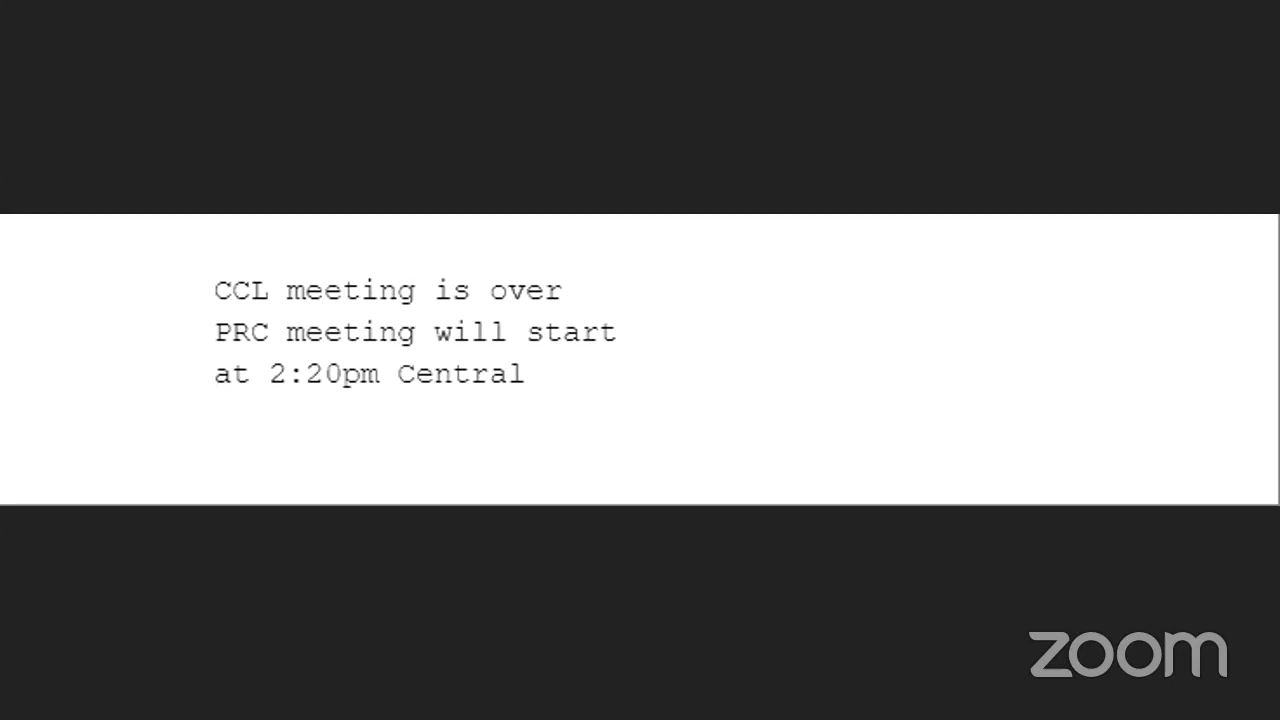 CCL meeting is over
PRC meeting will start
at 2:20pm Central
zoom